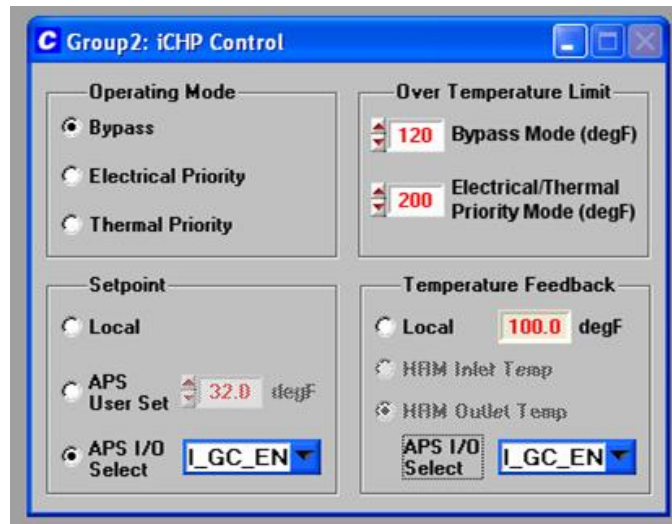 C Group2: iCHP Control
Operating Mode
Bypass
Electrical Priority
Thermal Priority
Over Temperature Limit
120 Bypass Mode (degF)
200 Electrical/Thermal
Priority Mode (degF)
Setpoint
Local
APS
User Set 32.0 degF
APS I/O
Select I_GC_EN
Temperature Feedback
Local 100.0 degF
HRM Inlet Temp
HRM Outlet Temp
APS I/O
Select I_GC_EN